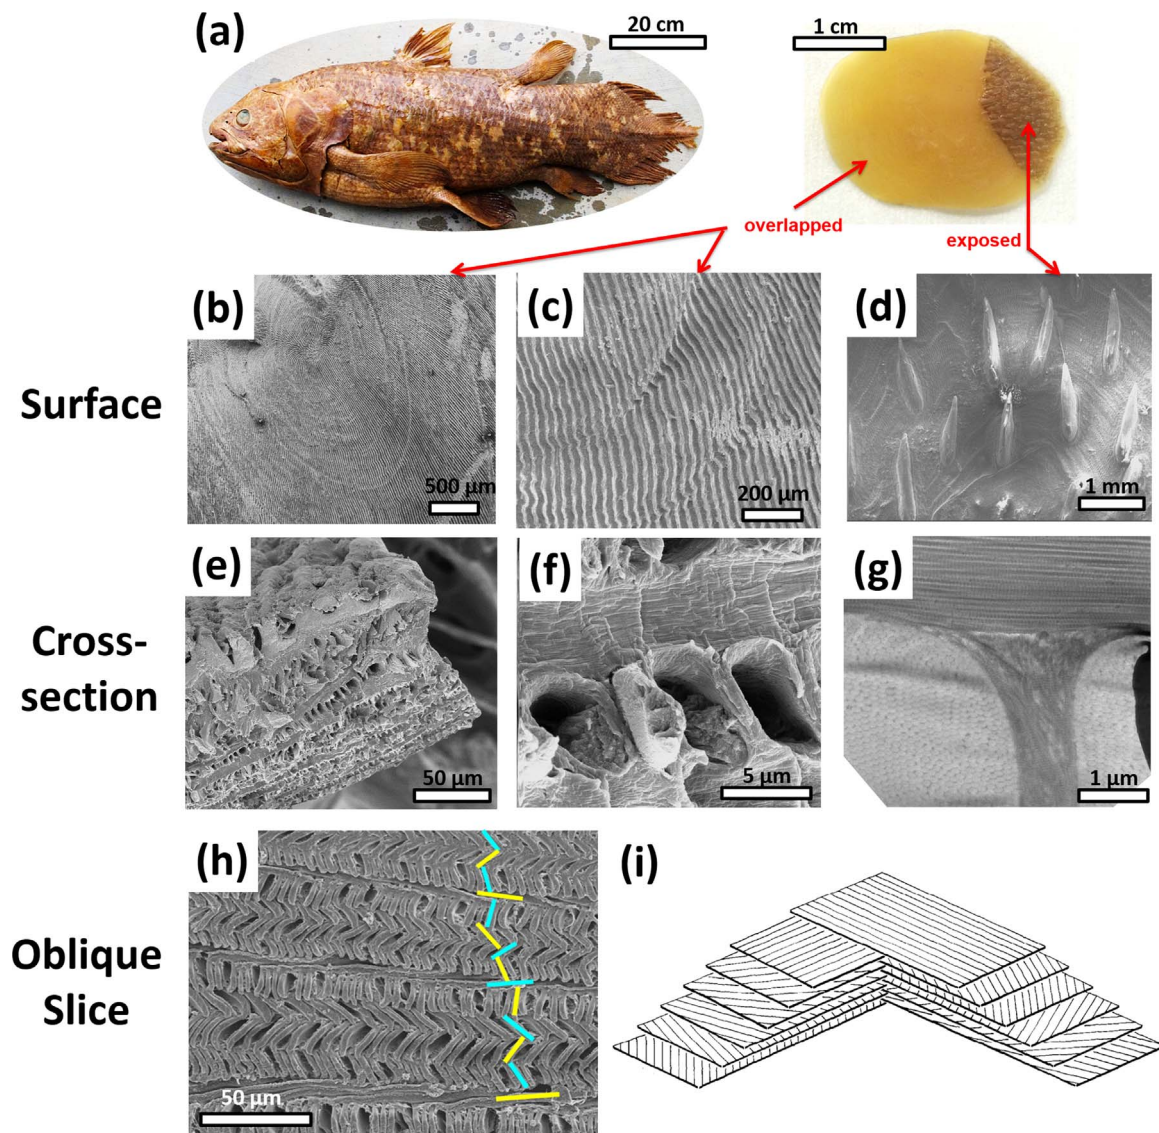 (a)
20 cm
1 cm
overlapped
exposed
Surface
(b)
500 μm
(c)
200 μm
(d)
1 mm
Cross-
section
(e)
50 μm
(f)
5 μm
(g)
1 μm
Oblique
Slice
(h)
50 μm
(i)